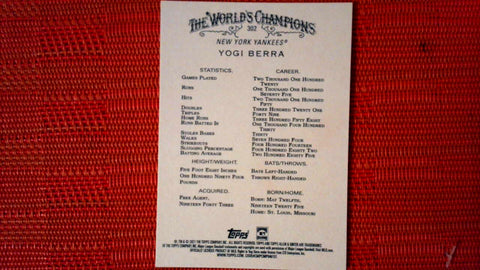 The World's Champions
302
NEW YORK YANKEES®
YOGI BERRA
STATISTICS. CAREER.
Games Played Two Thousand One Hundred Twenty
Runs One Thousand One Hundred Seventy Five
Hits Two Thousand One Hundred Fifty
Doubles Three Hundred Twenty One
Triples Forty Nine
Home Runs Three Hundred Fifty Eight
Runs Batted In One Thousand Four Hundred Thirty
Stolen Bases Thirty
Walks Seven Hundred Four
Strikeouts Four Hundred Fourteen
Slugging Percentage Four Hundred Eighty Two
Batting Average Two Hundred Eighty Five
HEIGHT/WEIGHT. BATS/THROWS.
Five Foot Eight Inches Bats Left-Handed
One Hundred Ninety Four Pounds Throws Right-Handed
ACQUIRED. BORN/HOME.
Free Agent, Born: May Twelfth,
Nineteen Forty Three Nineteen Twenty Five
Home: St. Louis, Missouri
Topps